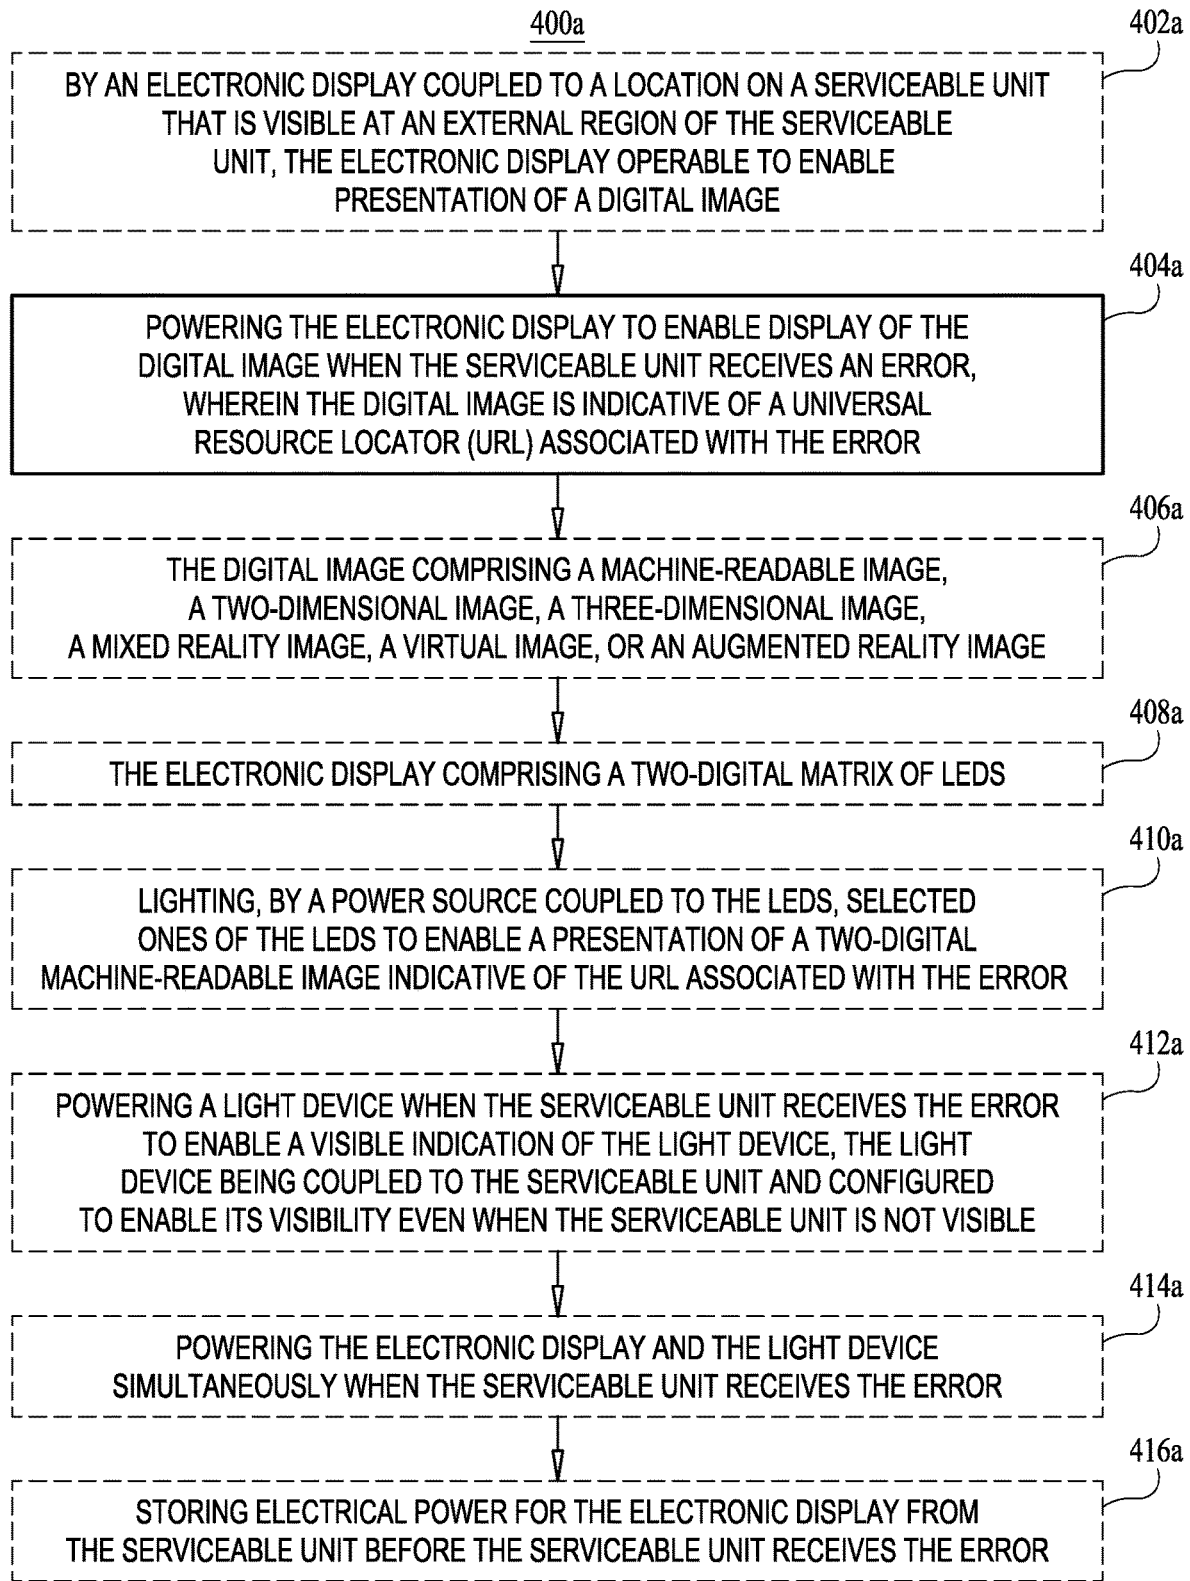 400a
402a
BY AN ELECTRONIC DISPLAY COUPLED TO A LOCATION ON A SERVICEABLE UNIT
THAT IS VISIBLE AT AN EXTERNAL REGION OF THE SERVICEABLE
UNIT, THE ELECTRONIC DISPLAY OPERABLE TO ENABLE
PRESENTATION OF A DIGITAL IMAGE
404a
POWERING THE ELECTRONIC DISPLAY TO ENABLE DISPLAY OF THE
DIGITAL IMAGE WHEN THE SERVICEABLE UNIT RECEIVES AN ERROR,
WHEREIN THE DIGITAL IMAGE IS INDICATIVE OF A UNIVERSAL
RESOURCE LOCATOR (URL) ASSOCIATED WITH THE ERROR
406a
THE DIGITAL IMAGE COMPRISING A MACHINE-READABLE IMAGE,
A TWO-DIMENSIONAL IMAGE, A THREE-DIMENSIONAL IMAGE,
A MIXED REALITY IMAGE, A VIRTUAL IMAGE, OR AN AUGMENTED REALITY IMAGE
408a
THE ELECTRONIC DISPLAY COMPRISING A TWO-DIGITAL MATRIX OF LEDS
410a
LIGHTING, BY A POWER SOURCE COUPLED TO THE LEDS, SELECTED
ONES OF THE LEDS TO ENABLE A PRESENTATION OF A TWO-DIGITAL
MACHINE-READABLE IMAGE INDICATIVE OF THE URL ASSOCIATED WITH THE ERROR
412a
POWERING A LIGHT DEVICE WHEN THE SERVICEABLE UNIT RECEIVES THE ERROR
TO ENABLE A VISIBLE INDICATION OF THE LIGHT DEVICE, THE LIGHT
DEVICE BEING COUPLED TO THE SERVICEABLE UNIT AND CONFIGURED
TO ENABLE ITS VISIBILITY EVEN WHEN THE SERVICEABLE UNIT IS NOT VISIBLE
414a
POWERING THE ELECTRONIC DISPLAY AND THE LIGHT DEVICE
SIMULTANEOUSLY WHEN THE SERVICEABLE UNIT RECEIVES THE ERROR
416a
STORING ELECTRICAL POWER FOR THE ELECTRONIC DISPLAY FROM
THE SERVICEABLE UNIT BEFORE THE SERVICEABLE UNIT RECEIVES THE ERROR